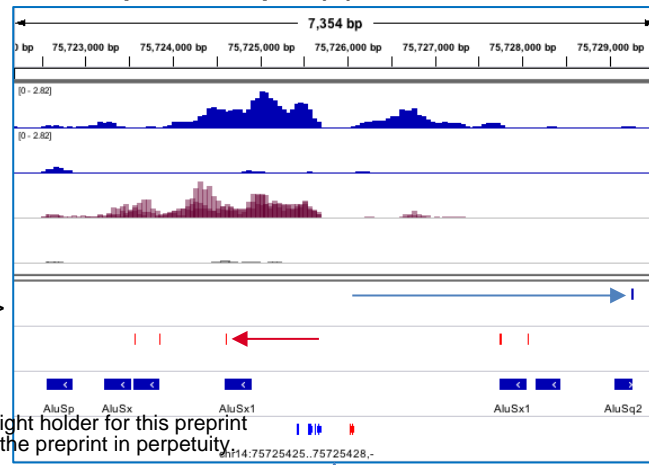 7,354 bp
0 bp 75,723,000 bp 75,724,000 bp 75,725,000 bp 75,726,000 bp 75,727,000 bp 75,728,000 bp 75,729,000 bp
[0 - 2.82]
[0 - 2.82]
AluSp AluSx AluSx1 AluSx1 AluSq2
ight holder for this preprint
the preprint in perpetuity.
chr14:75725425..75725428,-